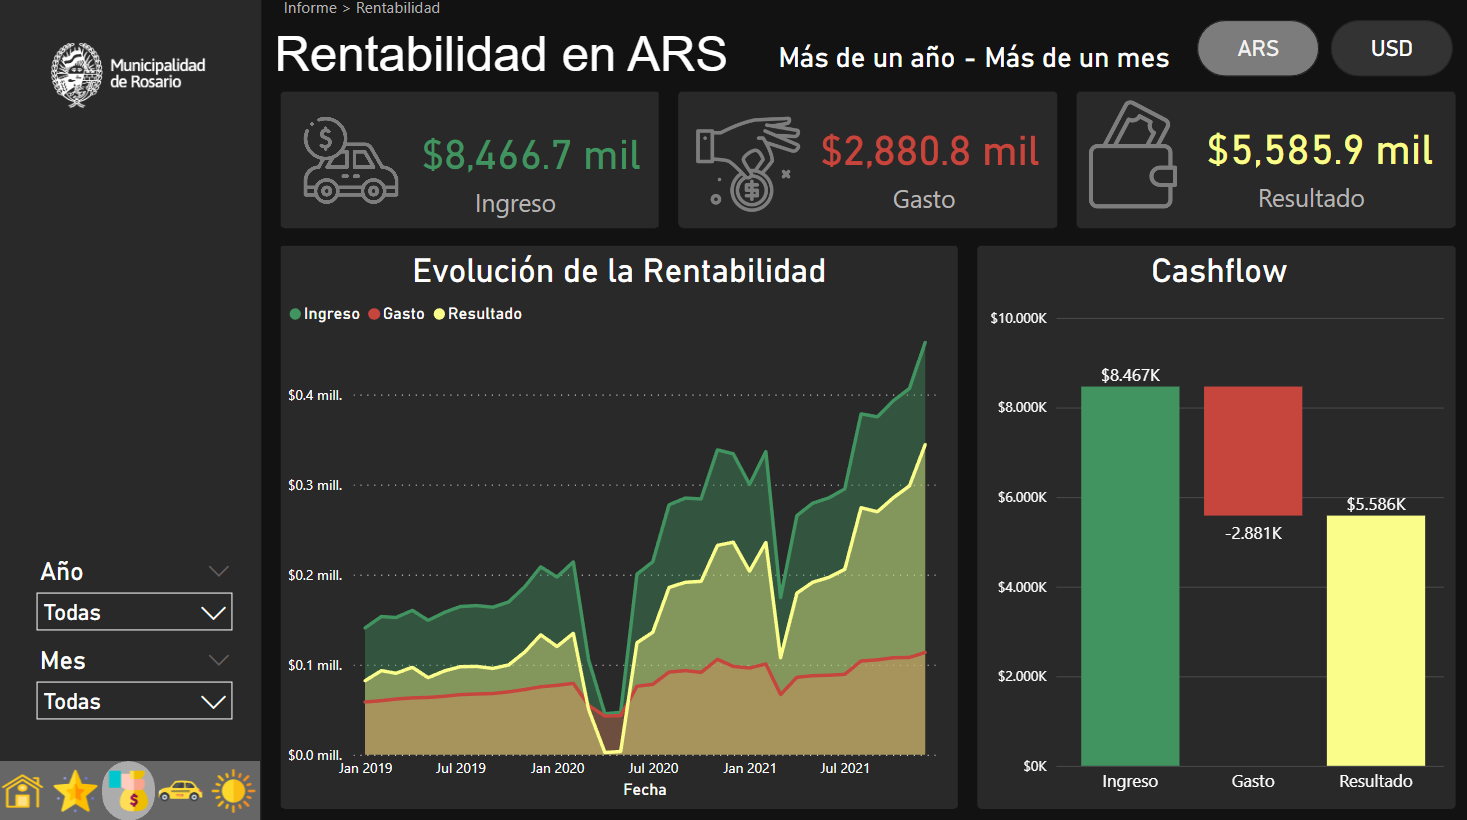 Informe > Rentabilidad
Municipalidad
de Rosario
Rentabilidad en ARS
Más de un año - Más de un mes
ARS
USD
$8,466.7 mil
Ingreso
$2,880.8 mil
Gasto
$5,585.9 mil
Resultado
Evolución de la Rentabilidad
Ingreso Gasto Resultado
$0.4 mill.
$0.3 mill.
$0.2 mill.
$0.1 mill.
$0.0 mill.
Jan 2019 Jul 2019 Jan 2020 Jul 2020 Jan 2021 Jul 2021
Fecha
Cashflow
$10.000K
$8.000K
$6.000K
$4.000K
$2.000K
$0K
$8.467K
-2.881K
$5.586K
Ingreso Gasto Resultado
Año
Todas
Mes
Todas